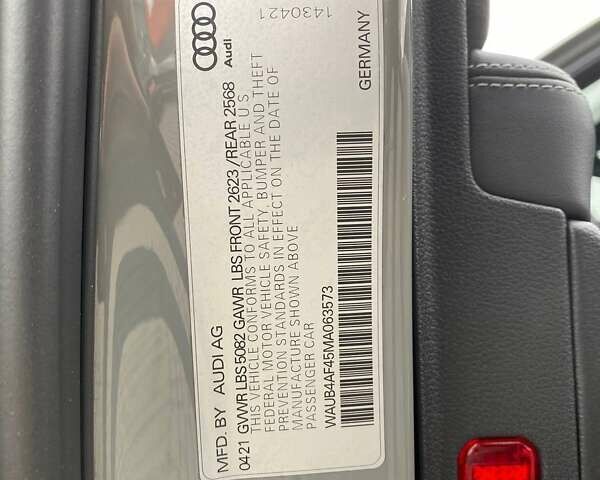 MFD. BY AUDI AG
Audi
1430421
0421 GVWR LBS 5082 GAWR LBS FRONT 2623 /REAR 2568
THIS VEHICLE CONFORMS TO ALL APPLICABLE U S
FEDERAL MOTOR VEHICLE SAFETY, BUMPER AND THEFT
PREVENTION STANDARDS IN EFFECT ON THE DATE OF
MANUFACTURE SHOWN ABOVE
PASSENGER CAR
GERMANY
WAUB4AF45MA063573